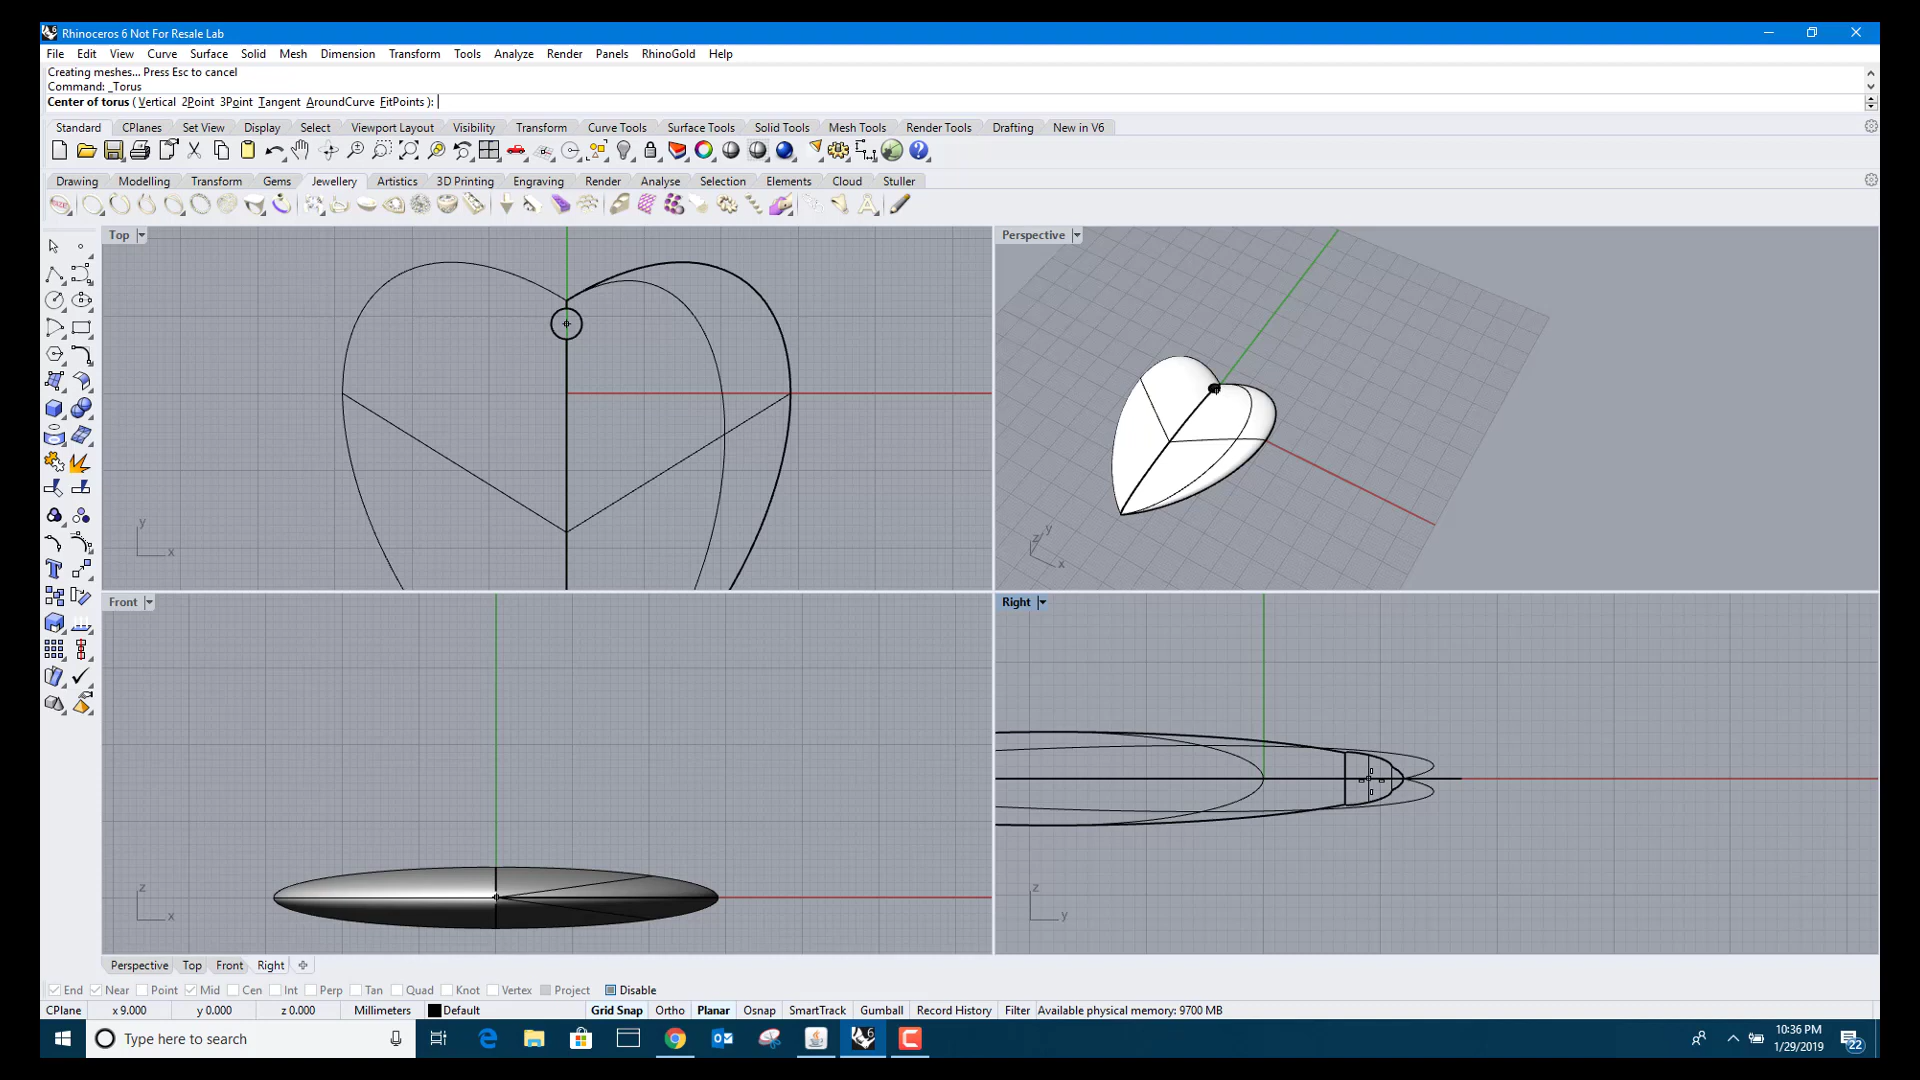 Rhinoceros 6 Not For Resale Lab
File Edit View Curve Surface Solid Mesh Dimension Transform Tools Analyze Render Panels RhinoGold Help
Creating meshes... Press Esc to cancel
Command: _Torus
Center of torus ( Vertical 2Point 3Point Tangent AroundCurve FitPoints ):
Standard CPlanes Set View Display Select Viewport Layout Visibility Transform Curve Tools Surface Tools Solid Tools Mesh Tools Render Tools Drafting New in V6
Drawing Modelling Transform Gems Jewellery Artistics 3D Printing Engraving Render Analyse Selection Elements Cloud Stuller
Top
Perspective
y
x
z y
x
Front
Right
z
x
z
y
Perspective Top Front Right
End Near Point Mid Cen Int Perp Tan Quad Knot Vertex Project Disable
CPlane x 9.000 y 0.000 z 0.000 Millimeters Default Grid Snap Ortho Planar Osnap SmartTrack Gumball Record History Filter Available physical memory: 9700 MB
Type here to search
10:36 PM
1/29/2019
22